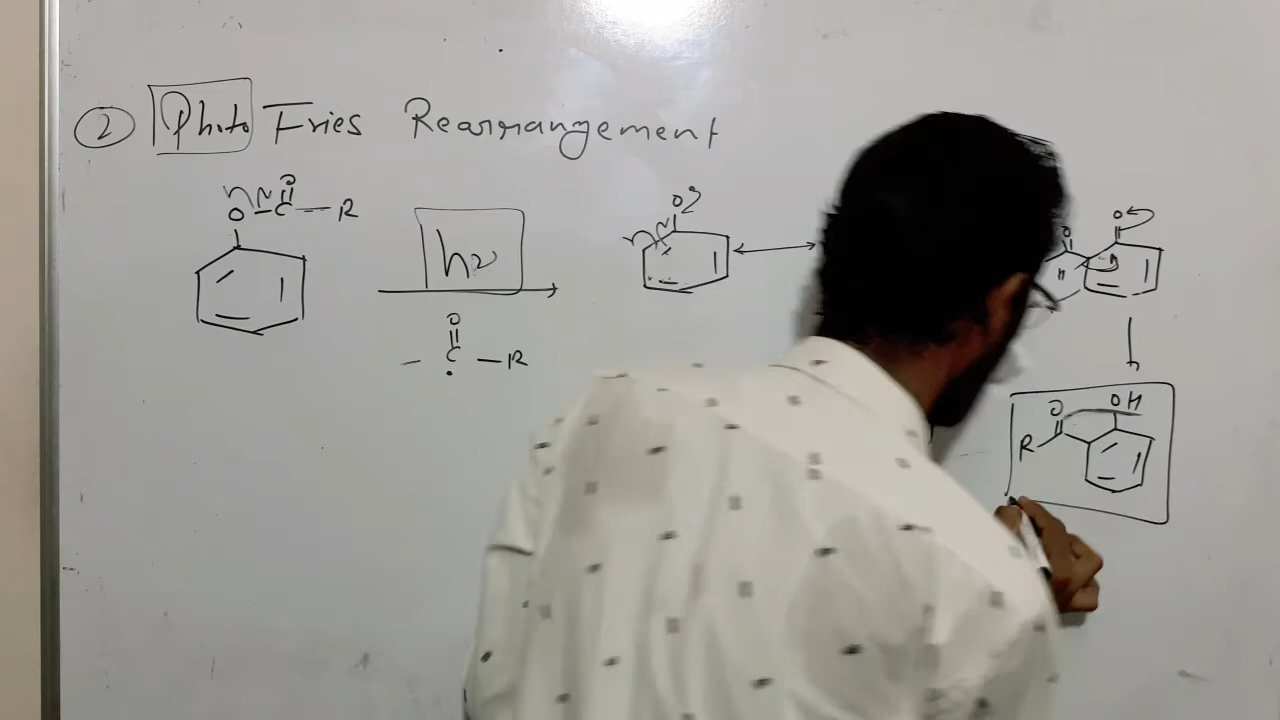 ② Photo Fries Rearrangement
O
O – C – R
hν
O
– Ċ – R
O
O
O
H
O
OH
R